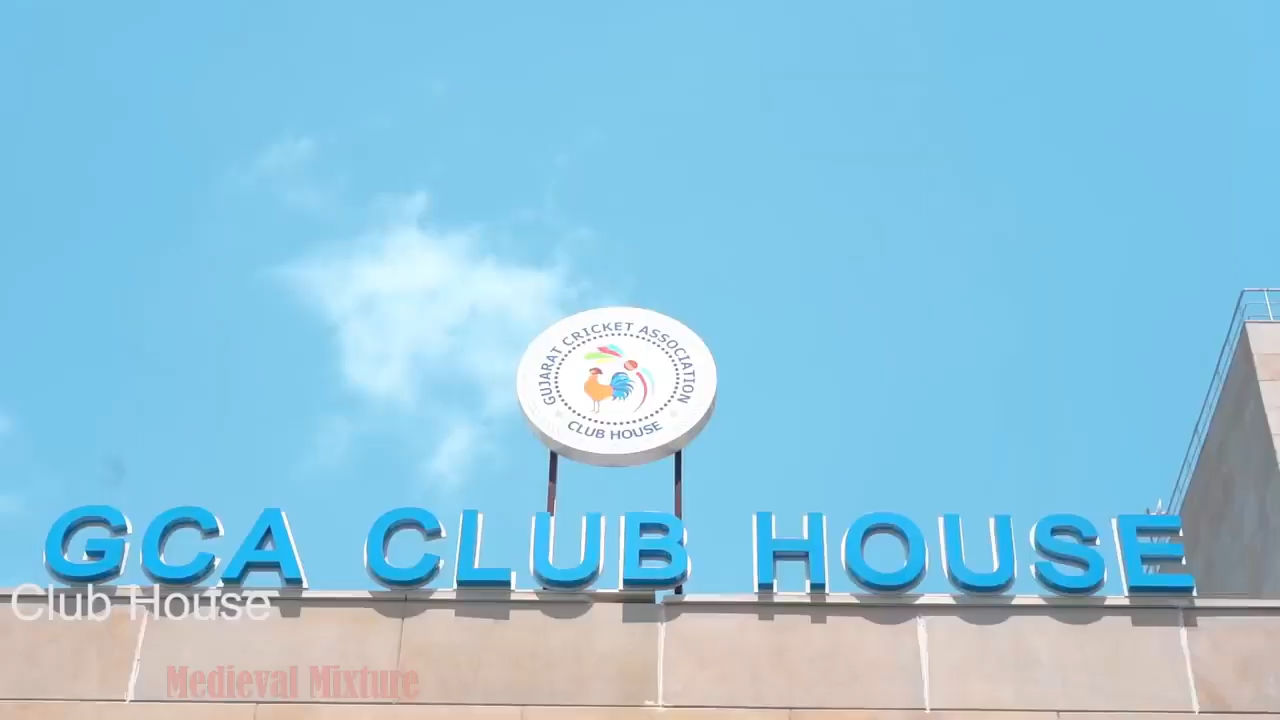 GUJARAT CRICKET ASSOCIATION
CLUB HOUSE
GCA CLUB HOUSE
Club House
Medieval Mixture